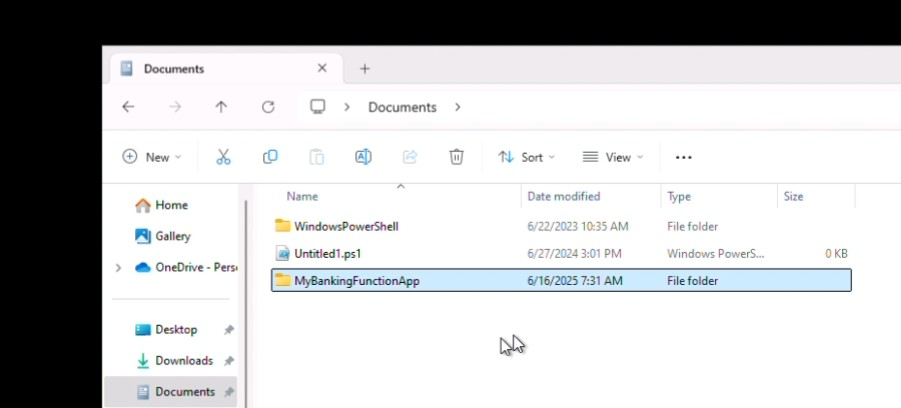 Documents
Documents
New
Sort
View
Name Date modified Type Size
Home
Gallery
OneDrive - Perso
Desktop
Downloads
Documents
WindowsPowerShell 6/22/2023 10:35 AM File folder
Untitled1.ps1 6/27/2024 3:01 PM Windows PowerS... 0 KB
MyBankingFunctionApp 6/16/2025 7:31 AM File folder